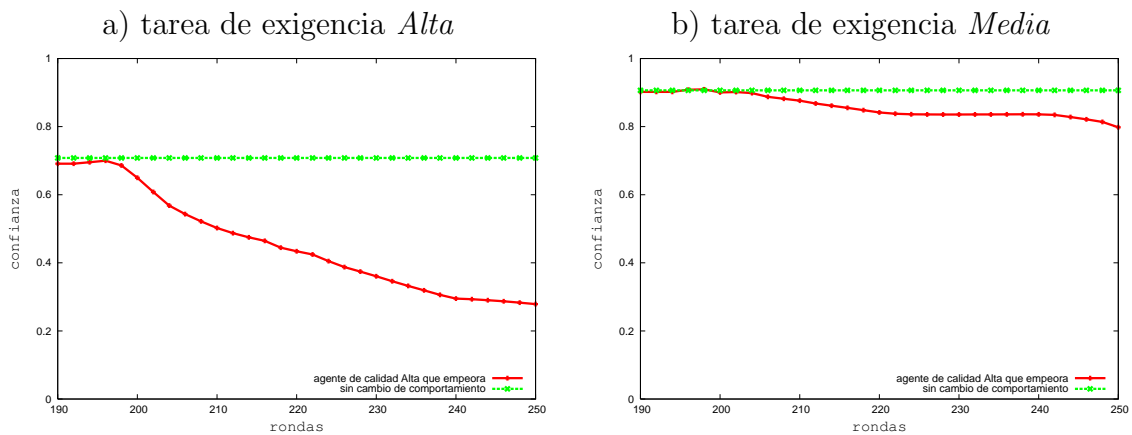 a) tarea de exigencia Alta
1
0.8
0.6
0.4
0.2
0
190
200
210
220
230
240
250
confianza
rondas
agente de calidad Alta que empeora
sin cambio de comportamiento
b) tarea de exigencia Media
1
0.8
0.6
0.4
0.2
0
190
200
210
220
230
240
250
confianza
rondas
agente de calidad Alta que empeora
sin cambio de comportamiento